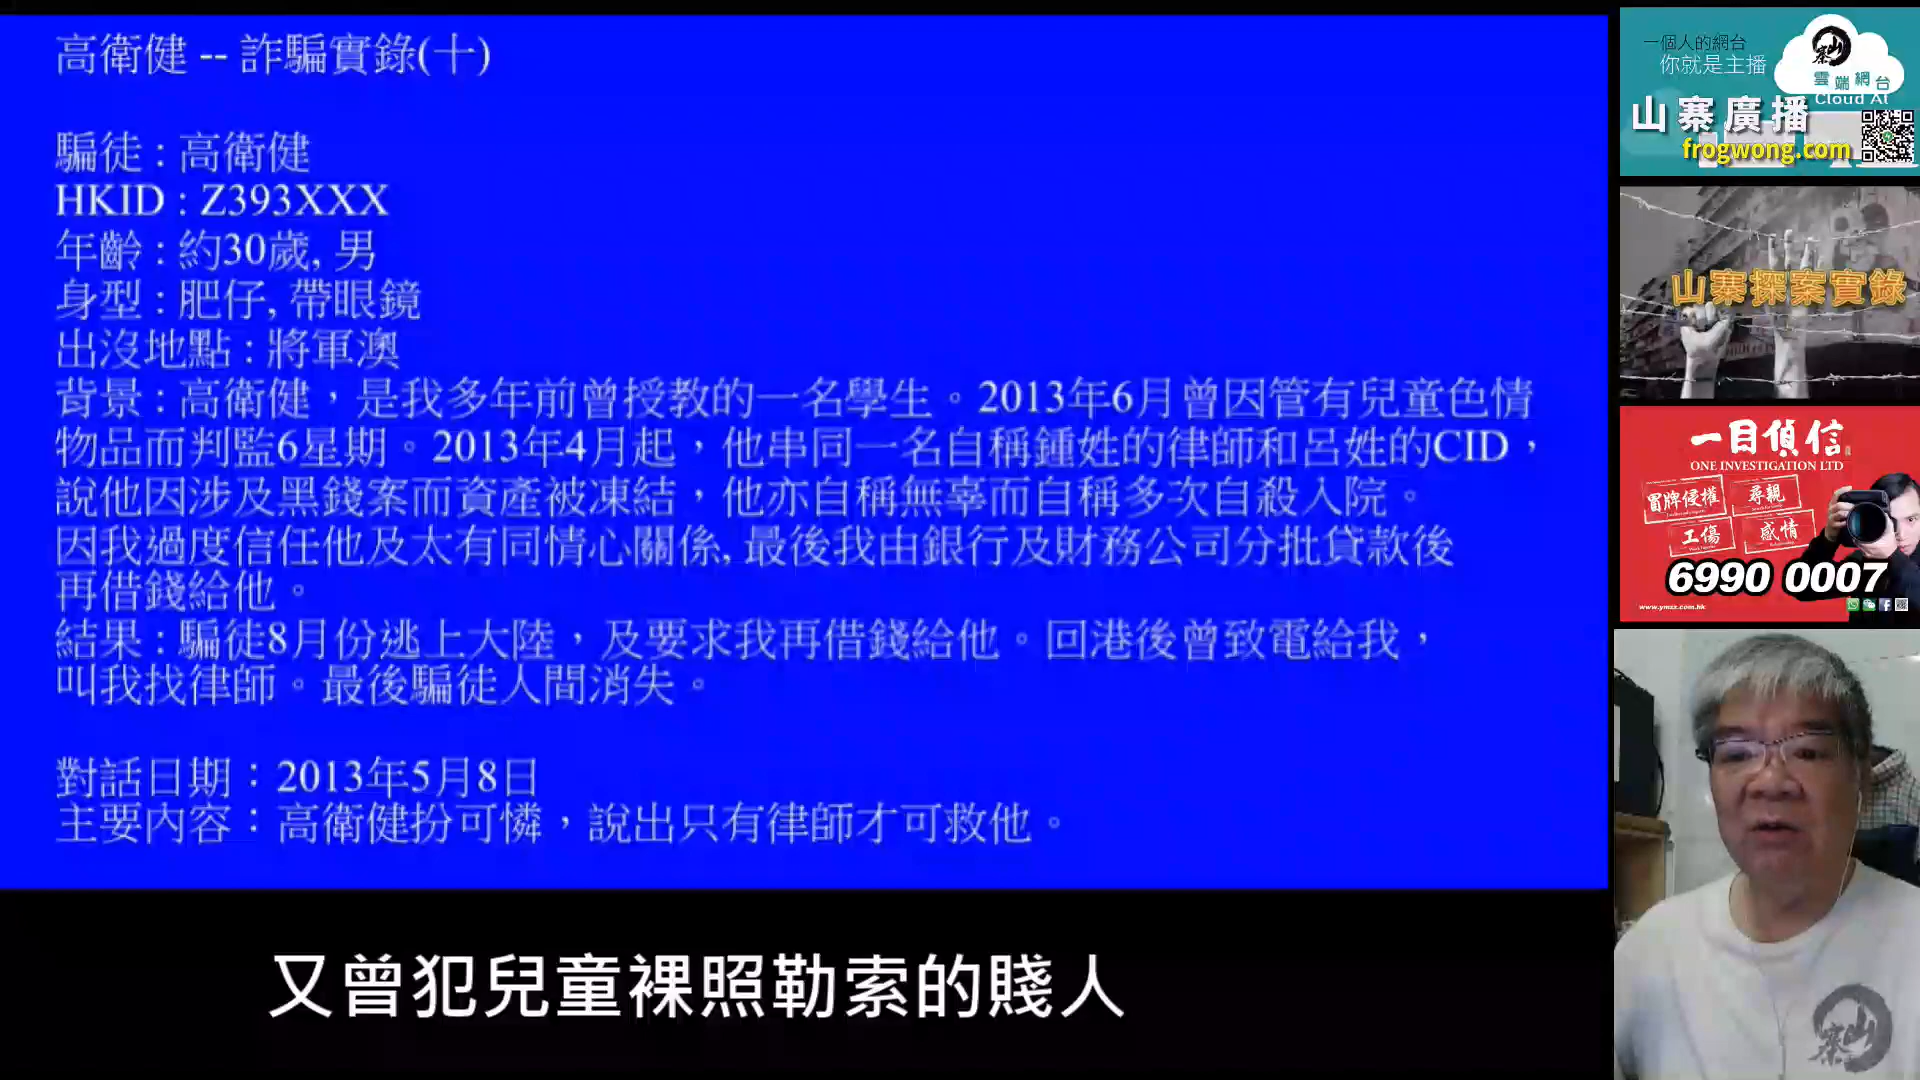 高衛健 -- 詐騙實錄(十)
騙徒 : 高衛健
HKID : Z393XXX
年齡 : 約30歲, 男
身型 : 肥仔, 帶眼鏡
出沒地點 : 將軍澳
背景 : 高衛健，是我多年前曾授教的一名學生。2013年6月曾因管有兒童色情
物品而判監6星期。2013年4月起，他串同一名自稱鍾姓的律師和呂姓的CID，
說他因涉及黑錢案而資產被凍結，他亦自稱無辜而自稱多次自殺入院。
因我過度信任他及太有同情心關係, 最後我由銀行及財務公司分批貸款後
再借錢給他。
結果 : 騙徒8月份逃上大陸，及要求我再借錢給他。回港後曾致電給我，
叫我找律師。最後騙徒人間消失。
對話日期：2013年5月8日
主要內容：高衛健扮可憐，說出只有律師才可救他。
又曾犯兒童裸照勒索的賤人
一個人的網台
你就是主播
山寨
雲端網台
Cloud AI
山寨廣播
frogwong.com
山寨探案實錄
一目偵信
ONE INVESTIGATION LTD
冒牌侵權
尋親
工傷
感情
6990 0007
www.ymzx.com.hk
山寨